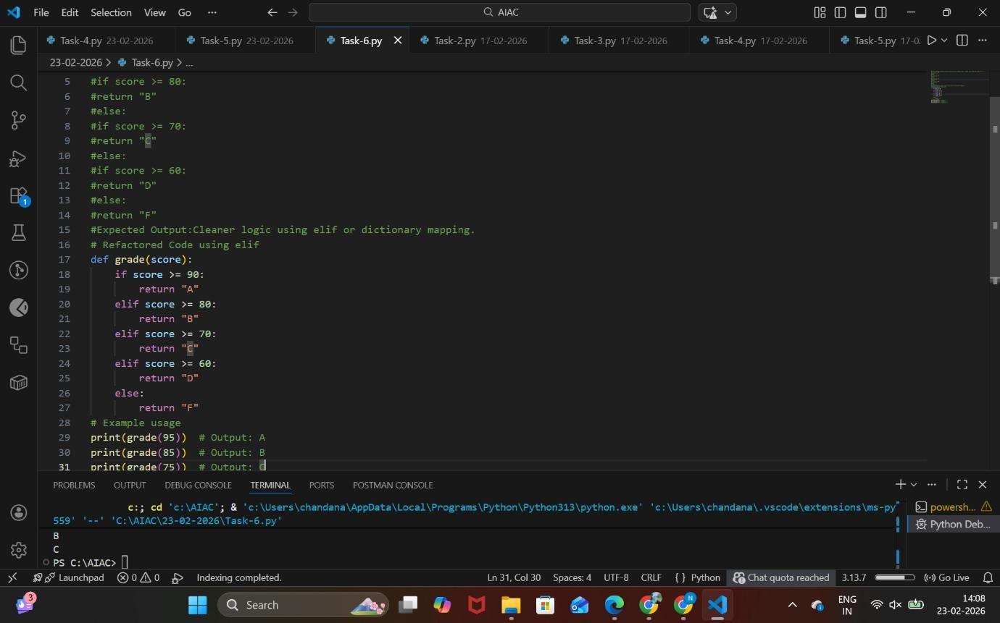 File Edit Selection View Go ··· AIAC
Task-4.py 23-02-2026 Task-5.py 23-02-2026 Task-6.py Task-2.py 17-02-2026 Task-3.py 17-02-2026 Task-4.py 17-02-2026 Task-5.py 17-0
23-02-2026 > Task-6.py > ...
5 #if score >= 80:
6 #return "B"
7 #else:
8 #if score >= 70:
9 #return "C"
10 #else:
11 #if score >= 60:
12 #return "D"
13 #else:
14 #return "F"
15 #Expected Output:Cleaner logic using elif or dictionary mapping.
16 # Refactored Code using elif
17 def grade(score):
18 if score >= 90:
19 return "A"
20 elif score >= 80:
21 return "B"
22 elif score >= 70:
23 return "C"
24 elif score >= 60:
25 return "D"
26 else:
27 return "F"
28 # Example usage
29 print(grade(95)) # Output: A
30 print(grade(85)) # Output: B
31 print(grade(75)) # Output: C
PROBLEMS OUTPUT DEBUG CONSOLE TERMINAL PORTS POSTMAN CONSOLE
c:; cd 'c:\AIAC'; & 'c:\Users\chandana\AppData\Local\Programs\Python\Python313\python.exe' 'c:\Users\chandana\.vscode\extensions\ms-py
559' '--' 'C:\AIAC\23-02-2026\Task-6.py'
B
C
PS C:\AIAC>
powersh...
Python Deb...
1
Launchpad 0 0 Indexing completed. Ln 31, Col 30 Spaces: 4 UTF-8 CRLF { } Python Chat quota reached 3.13.7 Go Live
3 Search N ENG IN 14:08 23-02-2026